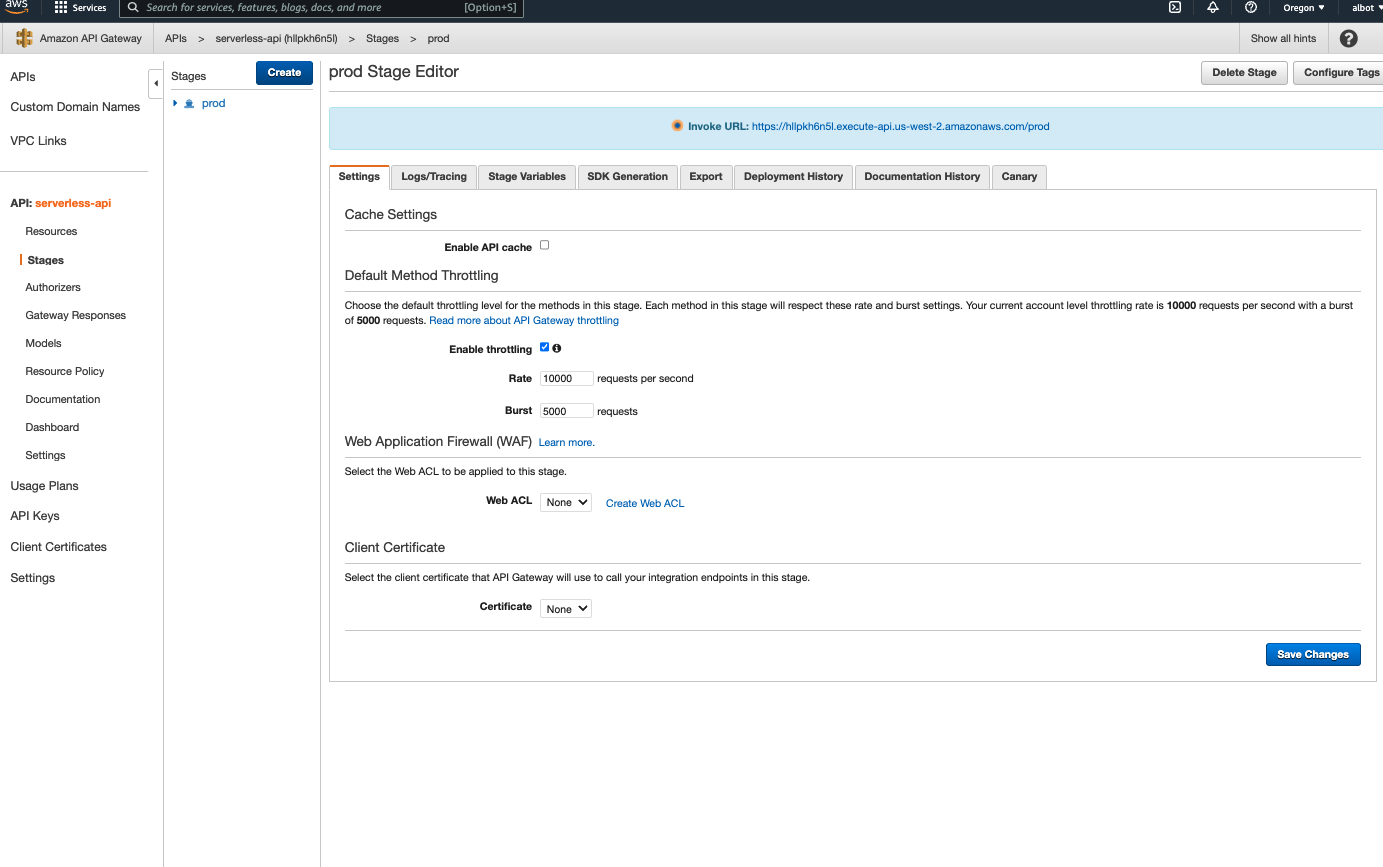 aws Services Search for services, features, blogs, docs, and more [Option+S] Oregon ▼ albot
Amazon API Gateway APIs > serverless-api (hllpkh6n5l) > Stages > prod Show all hints
APIs
Custom Domain Names
VPC Links
API: serverless-api
Resources
Stages
Authorizers
Gateway Responses
Models
Resource Policy
Documentation
Dashboard
Settings
Usage Plans
API Keys
Client Certificates
Settings
Stages Create
prod
prod Stage Editor Delete Stage Configure Tags
Invoke URL: https://hllpkh6n5l.execute-api.us-west-2.amazonaws.com/prod
Settings Logs/Tracing Stage Variables SDK Generation Export Deployment History Documentation History Canary
Cache Settings
Enable API cache
Default Method Throttling
Choose the default throttling level for the methods in this stage. Each method in this stage will respect these rate and burst settings. Your current account level throttling rate is 10000 requests per second with a burst
of 5000 requests. Read more about API Gateway throttling
Enable throttling
Rate 10000 requests per second
Burst 5000 requests
Web Application Firewall (WAF) Learn more.
Select the Web ACL to be applied to this stage.
Web ACL None Create Web ACL
Client Certificate
Select the client certificate that API Gateway will use to call your integration endpoints in this stage.
Certificate None
Save Changes